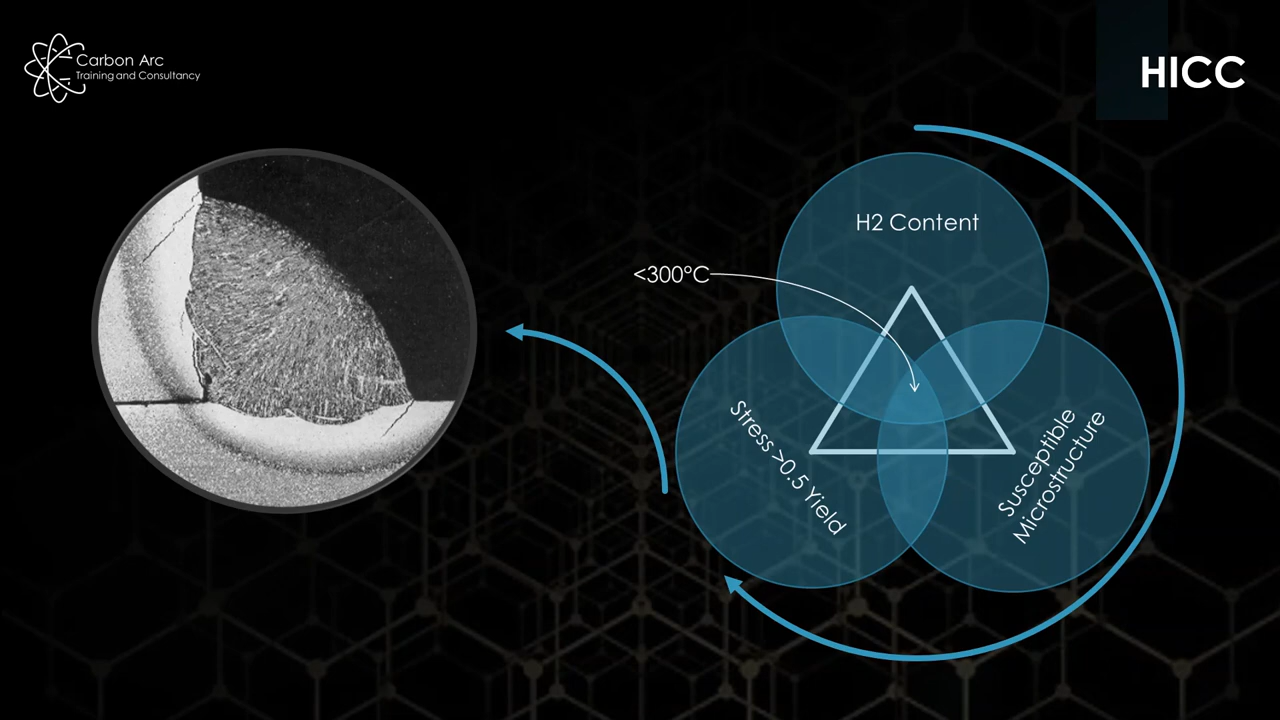 Carbon Arc
Training and Consultancy
HICC
H2 Content
<300°C
Stress >0.5 Yield
Susceptible
Microstructure